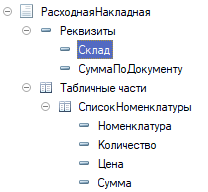 РасходнаяНакладная
Реквизиты
Склад
СуммаПоДокументу
Табличные части
СписокНоменклатуры
Номенклатура
Количество
Цена
Сумма